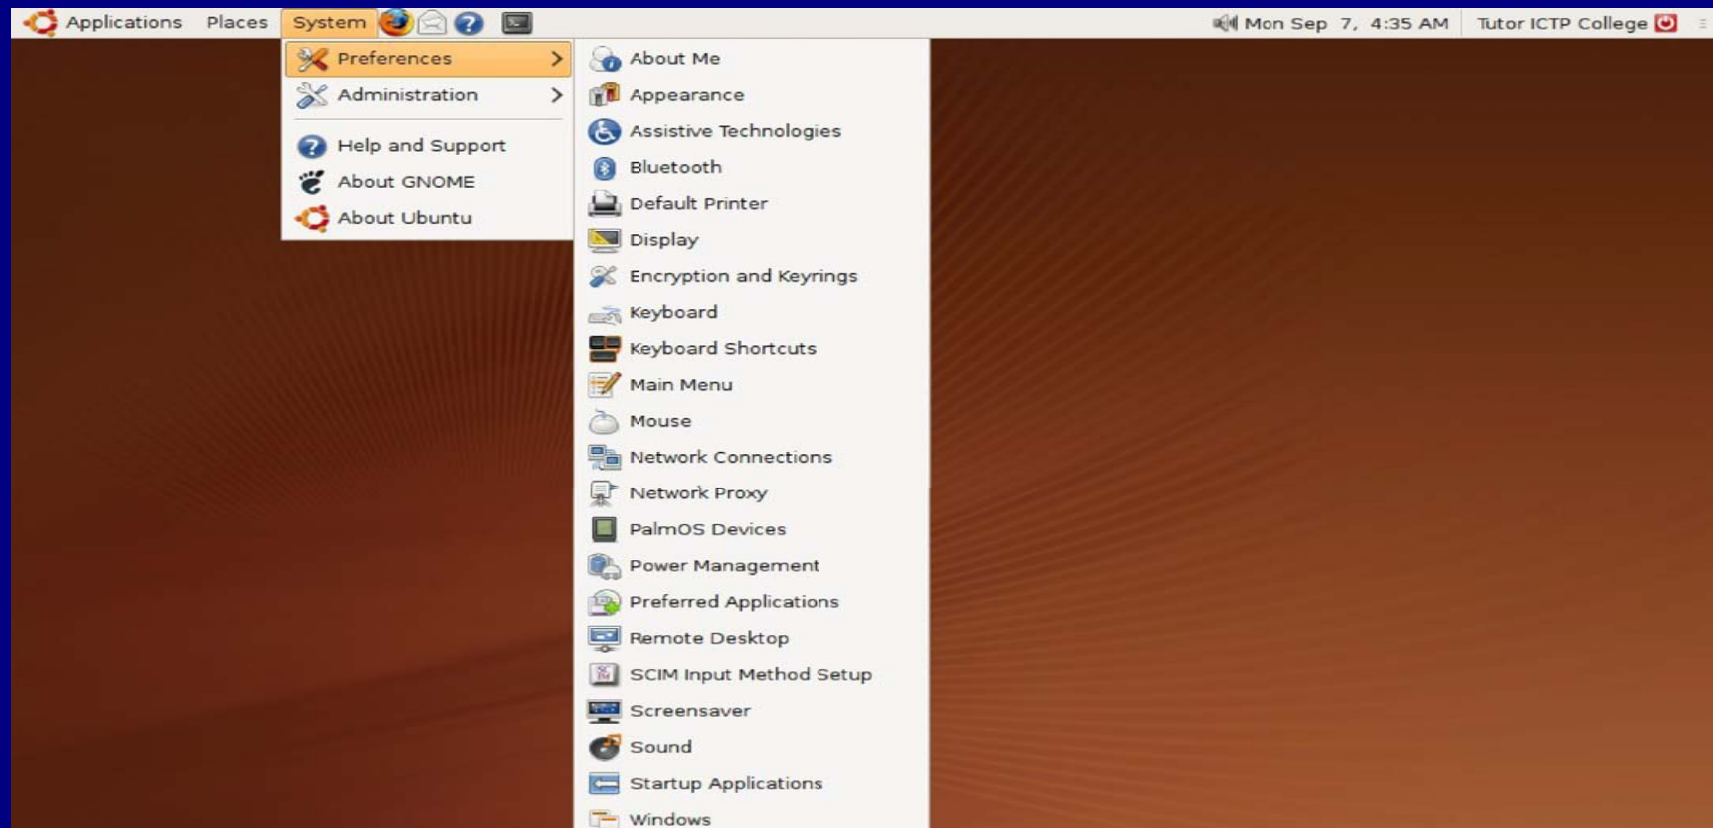 Applications Places System Mon Sep 7, 4:35 AM Tutor ICTP College
Preferences
Administration
Help and Support
About GNOME
About Ubuntu
About Me
Appearance
Assistive Technologies
Bluetooth
Default Printer
Display
Encryption and Keyrings
Keyboard
Keyboard Shortcuts
Main Menu
Mouse
Network Connections
Network Proxy
PalmOS Devices
Power Management
Preferred Applications
Remote Desktop
SCIM Input Method Setup
Screensaver
Sound
Startup Applications
Windows